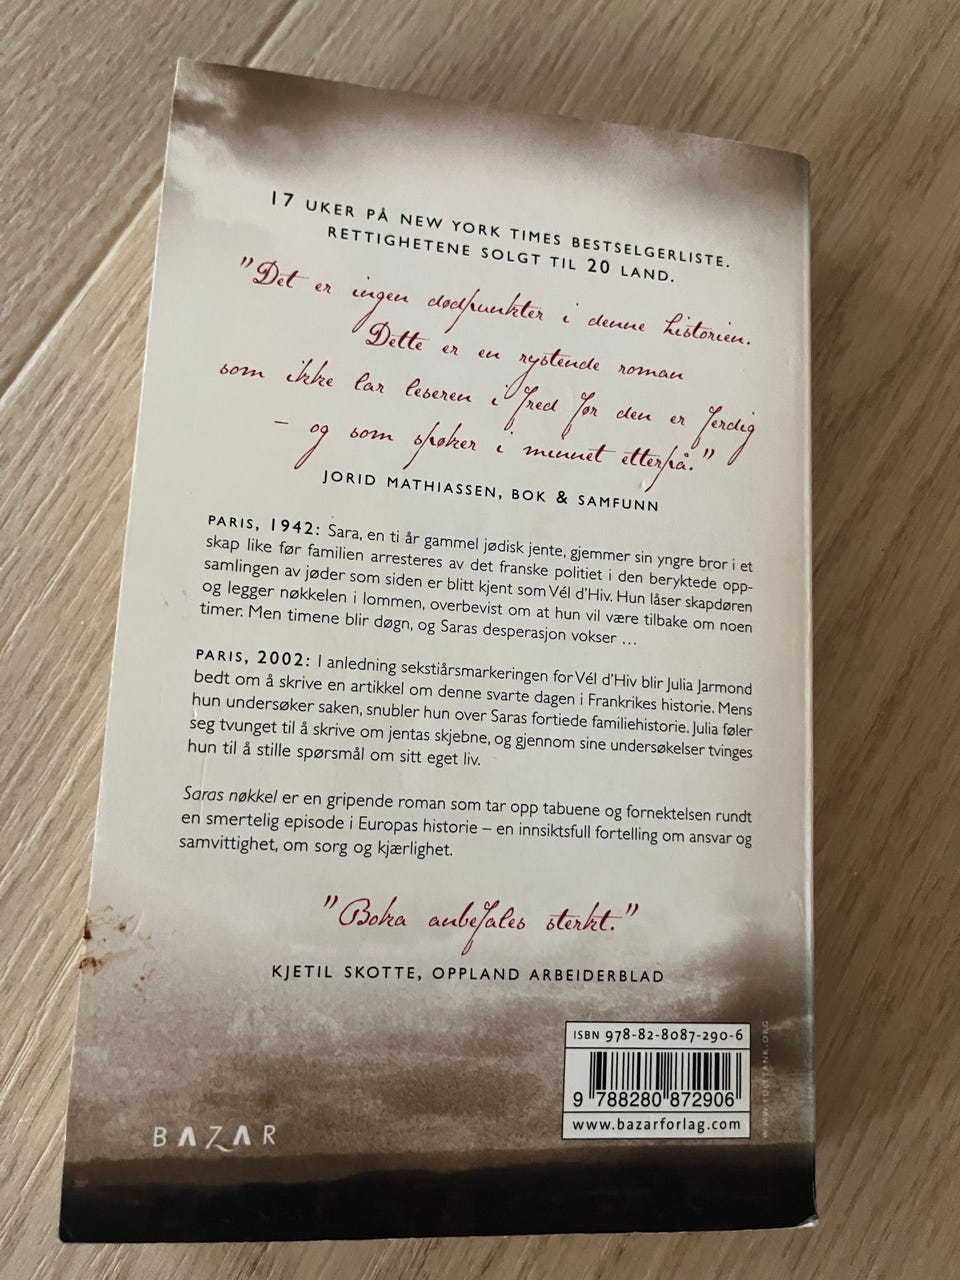 17 UKER PÅ NEW YORK TIMES BESTSELGERLISTE.
RETTIGHETENE SOLGT TIL 20 LAND.
"Det er ingen dødpunkter i denne historien.
Dette er en rystende roman
som ikke lar leseren i fred før den er ferdig
– og som spøker i minnet etterpå."
JORID MATHIASSEN, BOK & SAMFUNN
PARIS, 1942: Sara, en ti år gammel jødisk jente, gjemmer sin yngre bror i et
skap like før familien arresteres av det franske politiet i den beryktede opp-
samlingen av jøder som siden er blitt kjent som Vél d'Hiv. Hun låser skapdøren
og legger nøkkelen i lommen, overbevist om at hun vil være tilbake om noen
timer. Men timene blir døgn, og Saras desperasjon vokser ...
PARIS, 2002: I anledning sekstiårsmarkeringen for Vél d'Hiv blir Julia Jarmond
bedt om å skrive en artikkel om denne svarte dagen i Frankrikes historie. Mens
hun undersøker saken, snubler hun over Saras fortiede familiehistorie. Julia føler
seg tvunget til å skrive om jentas skjebne, og gjennom sine undersøkelser tvinges
hun til å stille spørsmål om sitt eget liv.
Saras nøkkel er en gripende roman som tar opp tabuene og fornektelsen rundt
en smertelig episode i Europas historie – en innsiktsfull fortelling om ansvar og
samvittighet, om sorg og kjærlighet.
"Boka anbefales sterkt."
KJETIL SKOTTE, OPPLAND ARBEIDERBLAD
ISBN 978-82-8087-290-6
9 788280 872906
www.bazarforlag.com
BAZAR